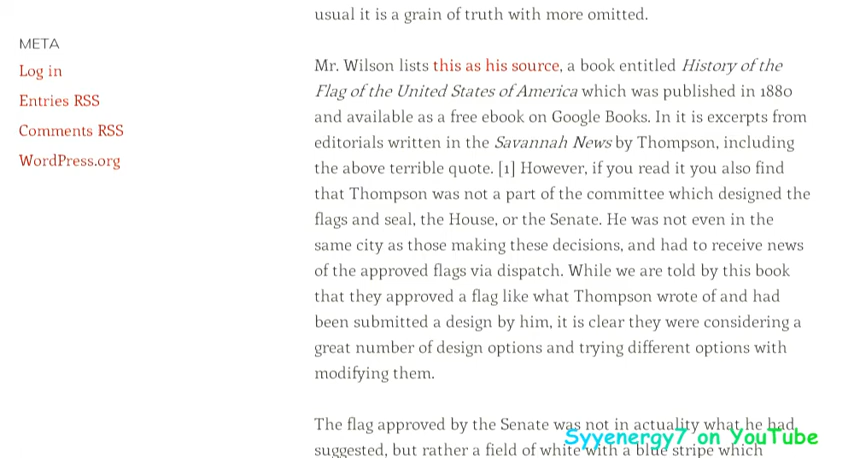 usual it is a grain of truth with more omitted.
META
Log in
Entries RSS
Comments RSS
WordPress.org
Mr. Wilson lists this as his source, a book entitled History of the
Flag of the United States of America which was published in 1880
and available as a free ebook on Google Books. In it is excerpts from
editorials written in the Savannah News by Thompson, including
the above terrible quote. [1] However, if you read it you also find
that Thompson was not a part of the committee which designed the
flags and seal, the House, or the Senate. He was not even in the
same city as those making these decisions, and had to receive news
of the approved flags via dispatch. While we are told by this book
that they approved a flag like what Thompson wrote of and had
been submitted a design by him, it is clear they were considering a
great number of design options and trying different options with
modifying them.
The flag approved by the Senate was not in actuality what he had
suggested, but rather a field of white with a blue stripe which
Syyenergy7 on YouTube